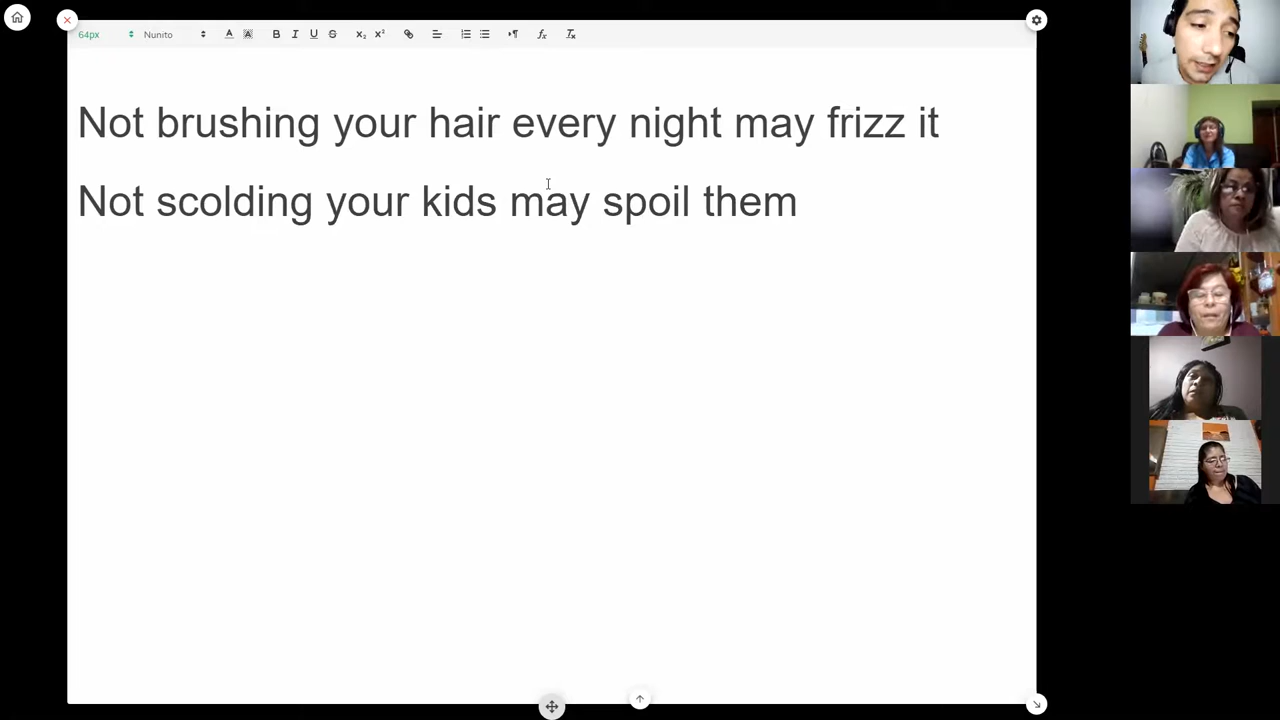 64px
Nunito
Not brushing your hair every night may frizz it
Not scolding your kids may spoil them